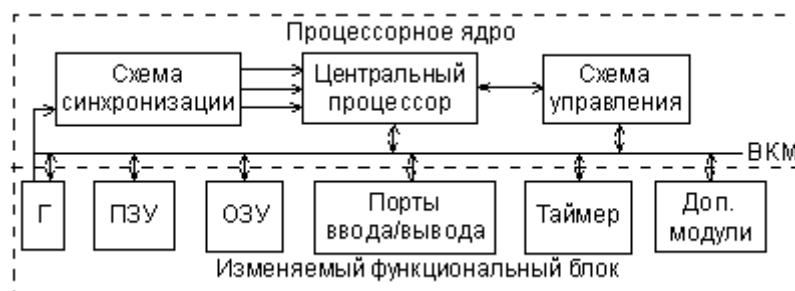 Процессорное ядро
Схема
синхронизации
Центральный
процессор
Схема
управления
ВКМ
Г
ПЗУ
ОЗУ
Порты
ввода/вывода
Таймер
Доп.
модули
Изменяемый функциональный блок